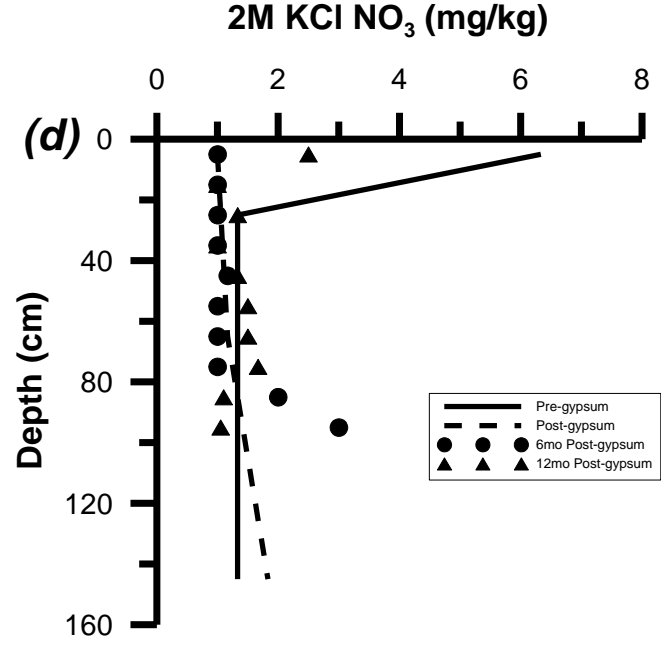 2M KCl NO₃ (mg/kg)
0 2 4 6 8
(d)
0
40
80
120
160
Depth (cm)
Pre-gypsum
Post-gypsum
6mo Post-gypsum
12mo Post-gypsum